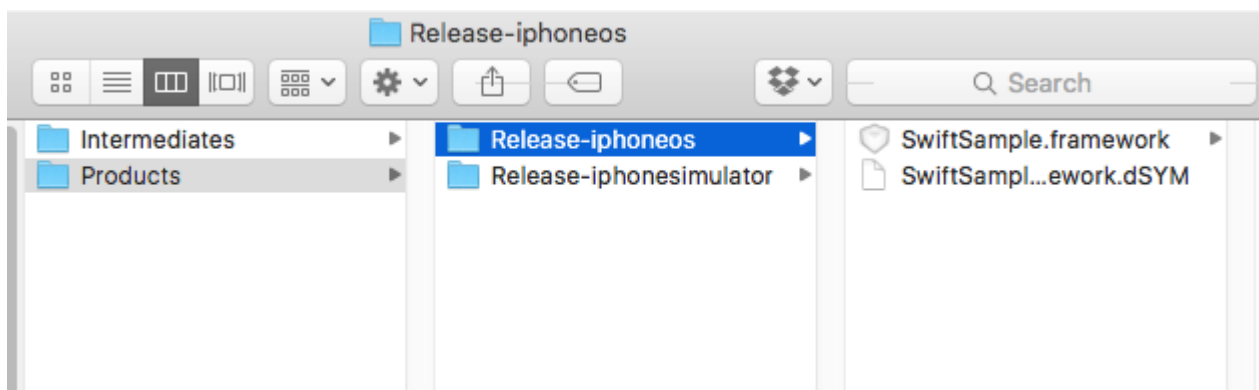 Release-iphoneos
Search
Intermediates
Products
Release-iphoneos
Release-iphonesimulator
SwiftSample.framework
SwiftSampl...ework.dSYM